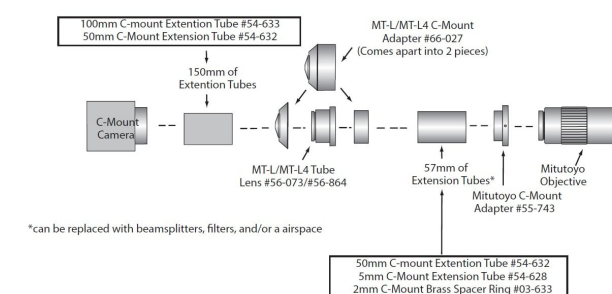 100mm C-mount Extention Tube #54-633
50mm C-mount Extension Tube #54-632
MT-L/MT-L4 C-Mount
Adapter #66-027
(Comes apart into 2 pieces)
150mm of
Extention Tubes
C-Mount
Camera
MT-L/MT-L4 Tube
Lens #56-073/#56-864
57mm of
Extension Tubes*
Mitutoyo
Objective
Mitutoyo C-Mount
Adapter #55-743
*can be replaced with beamsplitters, filters, and/or a airspace
50mm C-mount Extention Tube #54-632
5mm C-Mount Extension Tube #54-628
2mm C-Mount Brass Spacer Ring #03-633